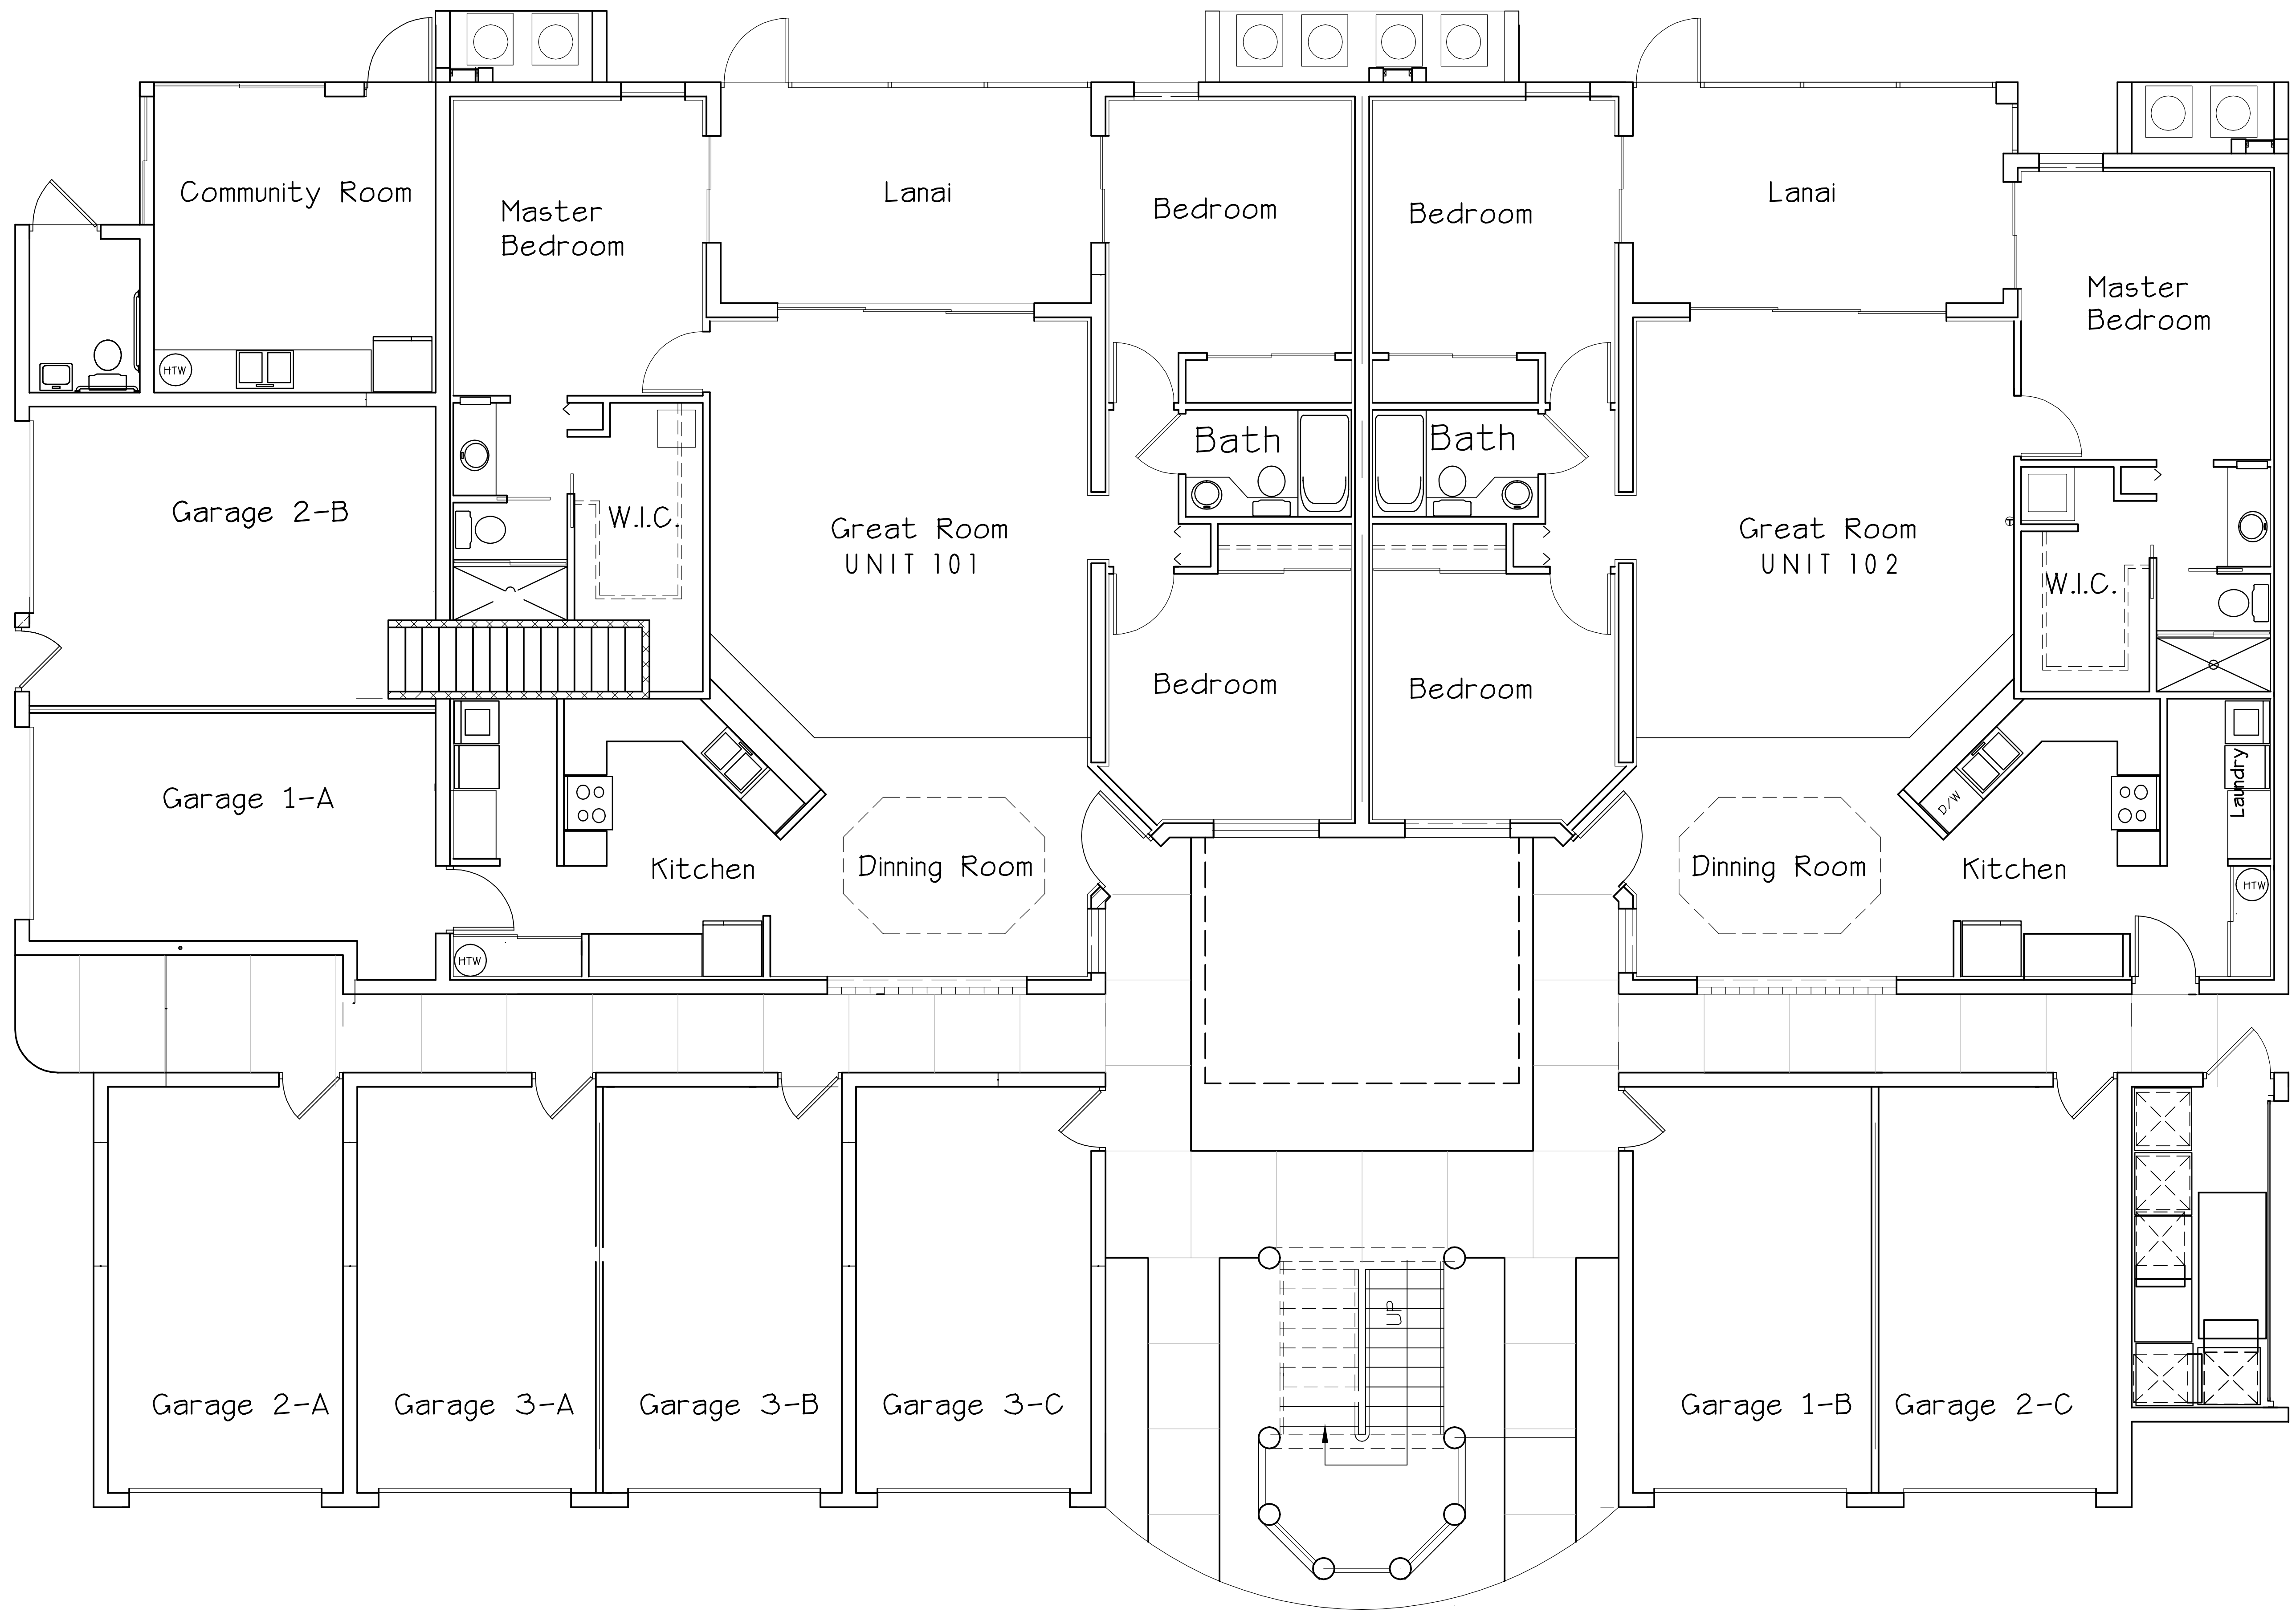 Community Room
Master
Bedroom
Lanai
Bedroom
Bedroom
Lanai
Master
Bedroom
HTW
Bath
Bath
Garage 2-B
W.I.C.
Great Room
UNIT 101
Great Room
UNIT 102
W.I.C.
Bedroom
Bedroom
Garage 1-A
Laundry
D/W
Kitchen
Dinning Room
Dinning Room
Kitchen
HTW
HTW
UP
Garage 2-A
Garage 3-A
Garage 3-B
Garage 3-C
Garage 1-B
Garage 2-C